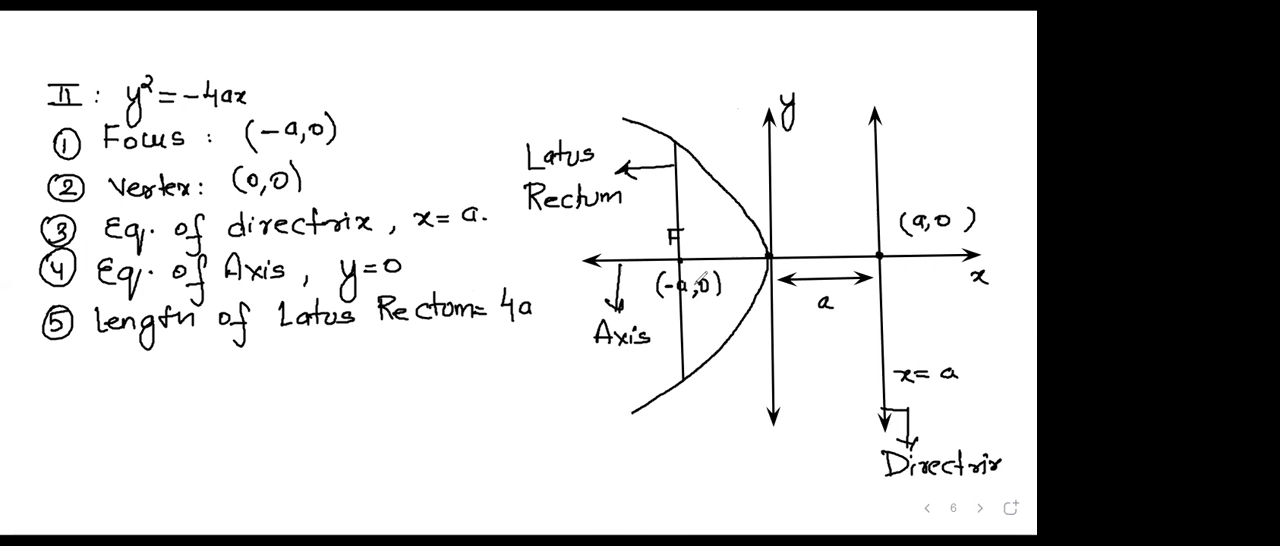 II : y² = -4ax
① Focus : (-a,0)
② Vertex: (0,0)
③ Eq. of directrix, x= a.
④ Eq. of Axis, y=0
⑤ Length of Latus Rectum= 4a
y
Latus
Rectum
(a,0)
F
x
(-a,0)
a
Axis
x= a
Directrix
6